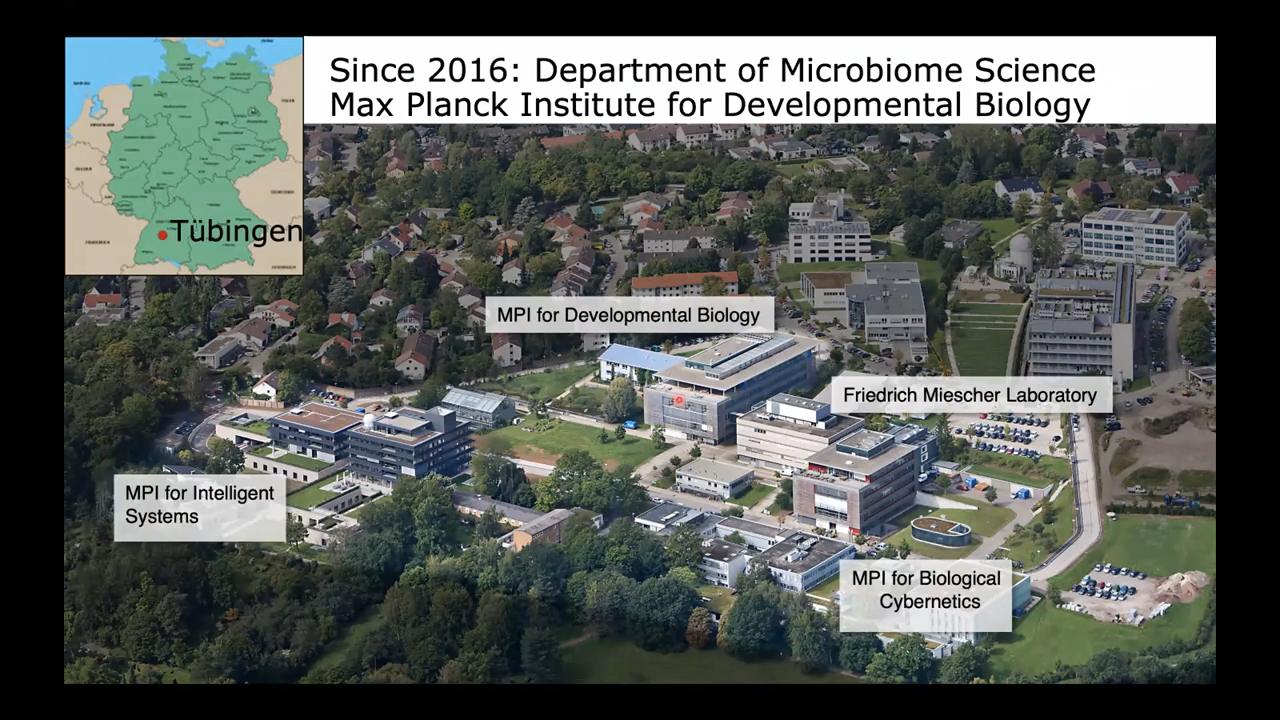 Since 2016: Department of Microbiome Science
Max Planck Institute for Developmental Biology
Tübingen
MPI for Developmental Biology
Friedrich Miescher Laboratory
MPI for Intelligent
Systems
MPI for Biological
Cybernetics